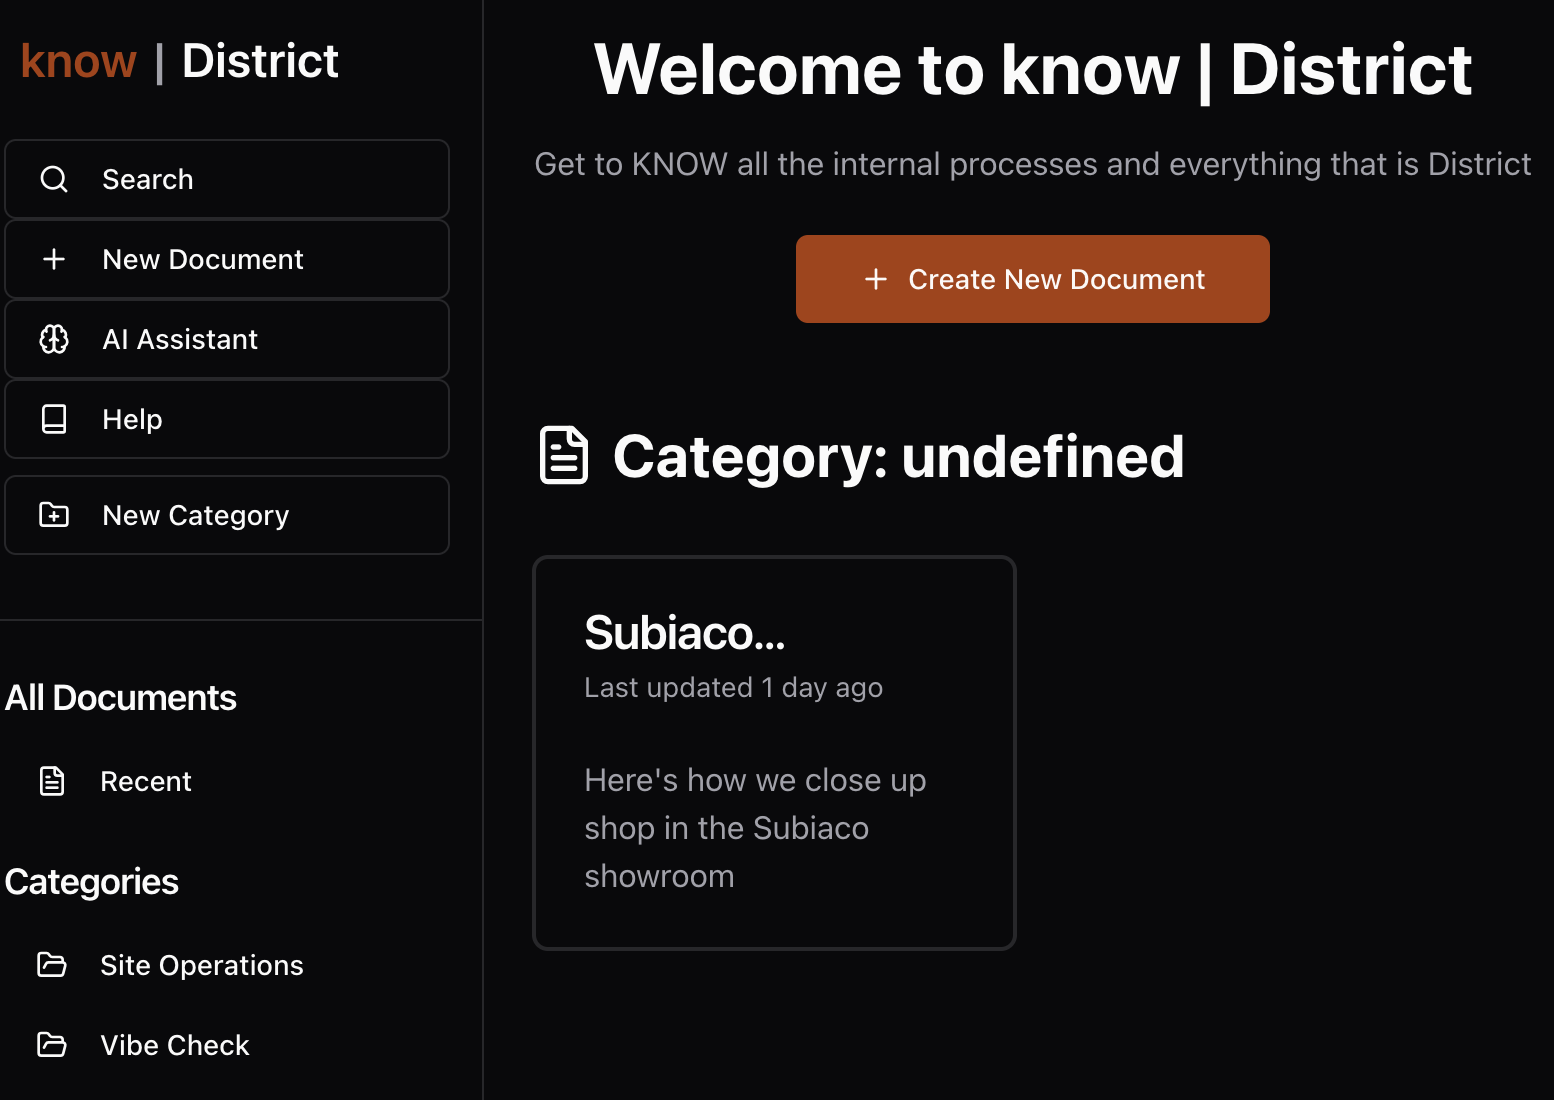 know | District
Search
New Document
AI Assistant
Help
New Category
All Documents
Recent
Categories
Site Operations
Vibe Check
Welcome to know | District
Get to KNOW all the internal processes and everything that is District
Create New Document
Category: undefined
Subiaco...
Last updated 1 day ago
Here's how we close up
shop in the Subiaco
showroom